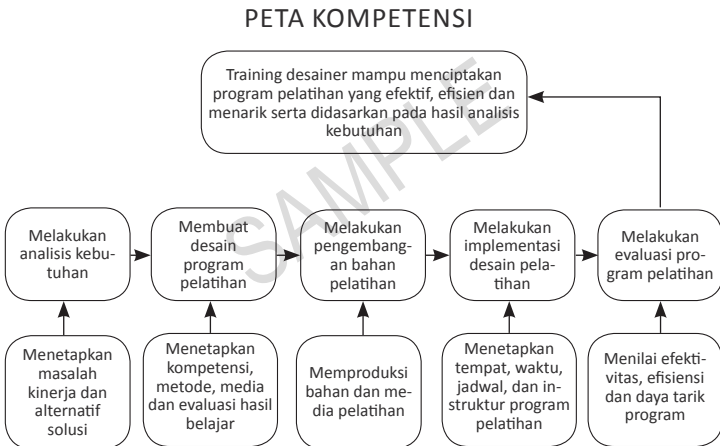 PETA KOMPETENSI
Training desainer mampu menciptakan
program pelatihan yang efektif, efisien dan
menarik serta didasarkan pada hasil analisis
kebutuhan
SAMPLE
Melakukan
analisis kebu-
tuhan
Membuat
desain
program
pelatihan
Melakukan
pengembang-
an bahan
pelatihan
Melakukan
implementasi
desain pela-
tihan
Melakukan
evaluasi pro-
gram pelatihan
Menetapkan
masalah
kinerja dan
alternatif
solusi
Menetapkan
kompetensi,
metode, media
dan evaluasi hasil
belajar
Memproduksi
bahan dan me-
dia pelatihan
Menetapkan
tempat, waktu,
jadwal, dan in-
struktur program
pelatihan
Menilai efekti-
vitas, efisiensi
dan daya tarik
program